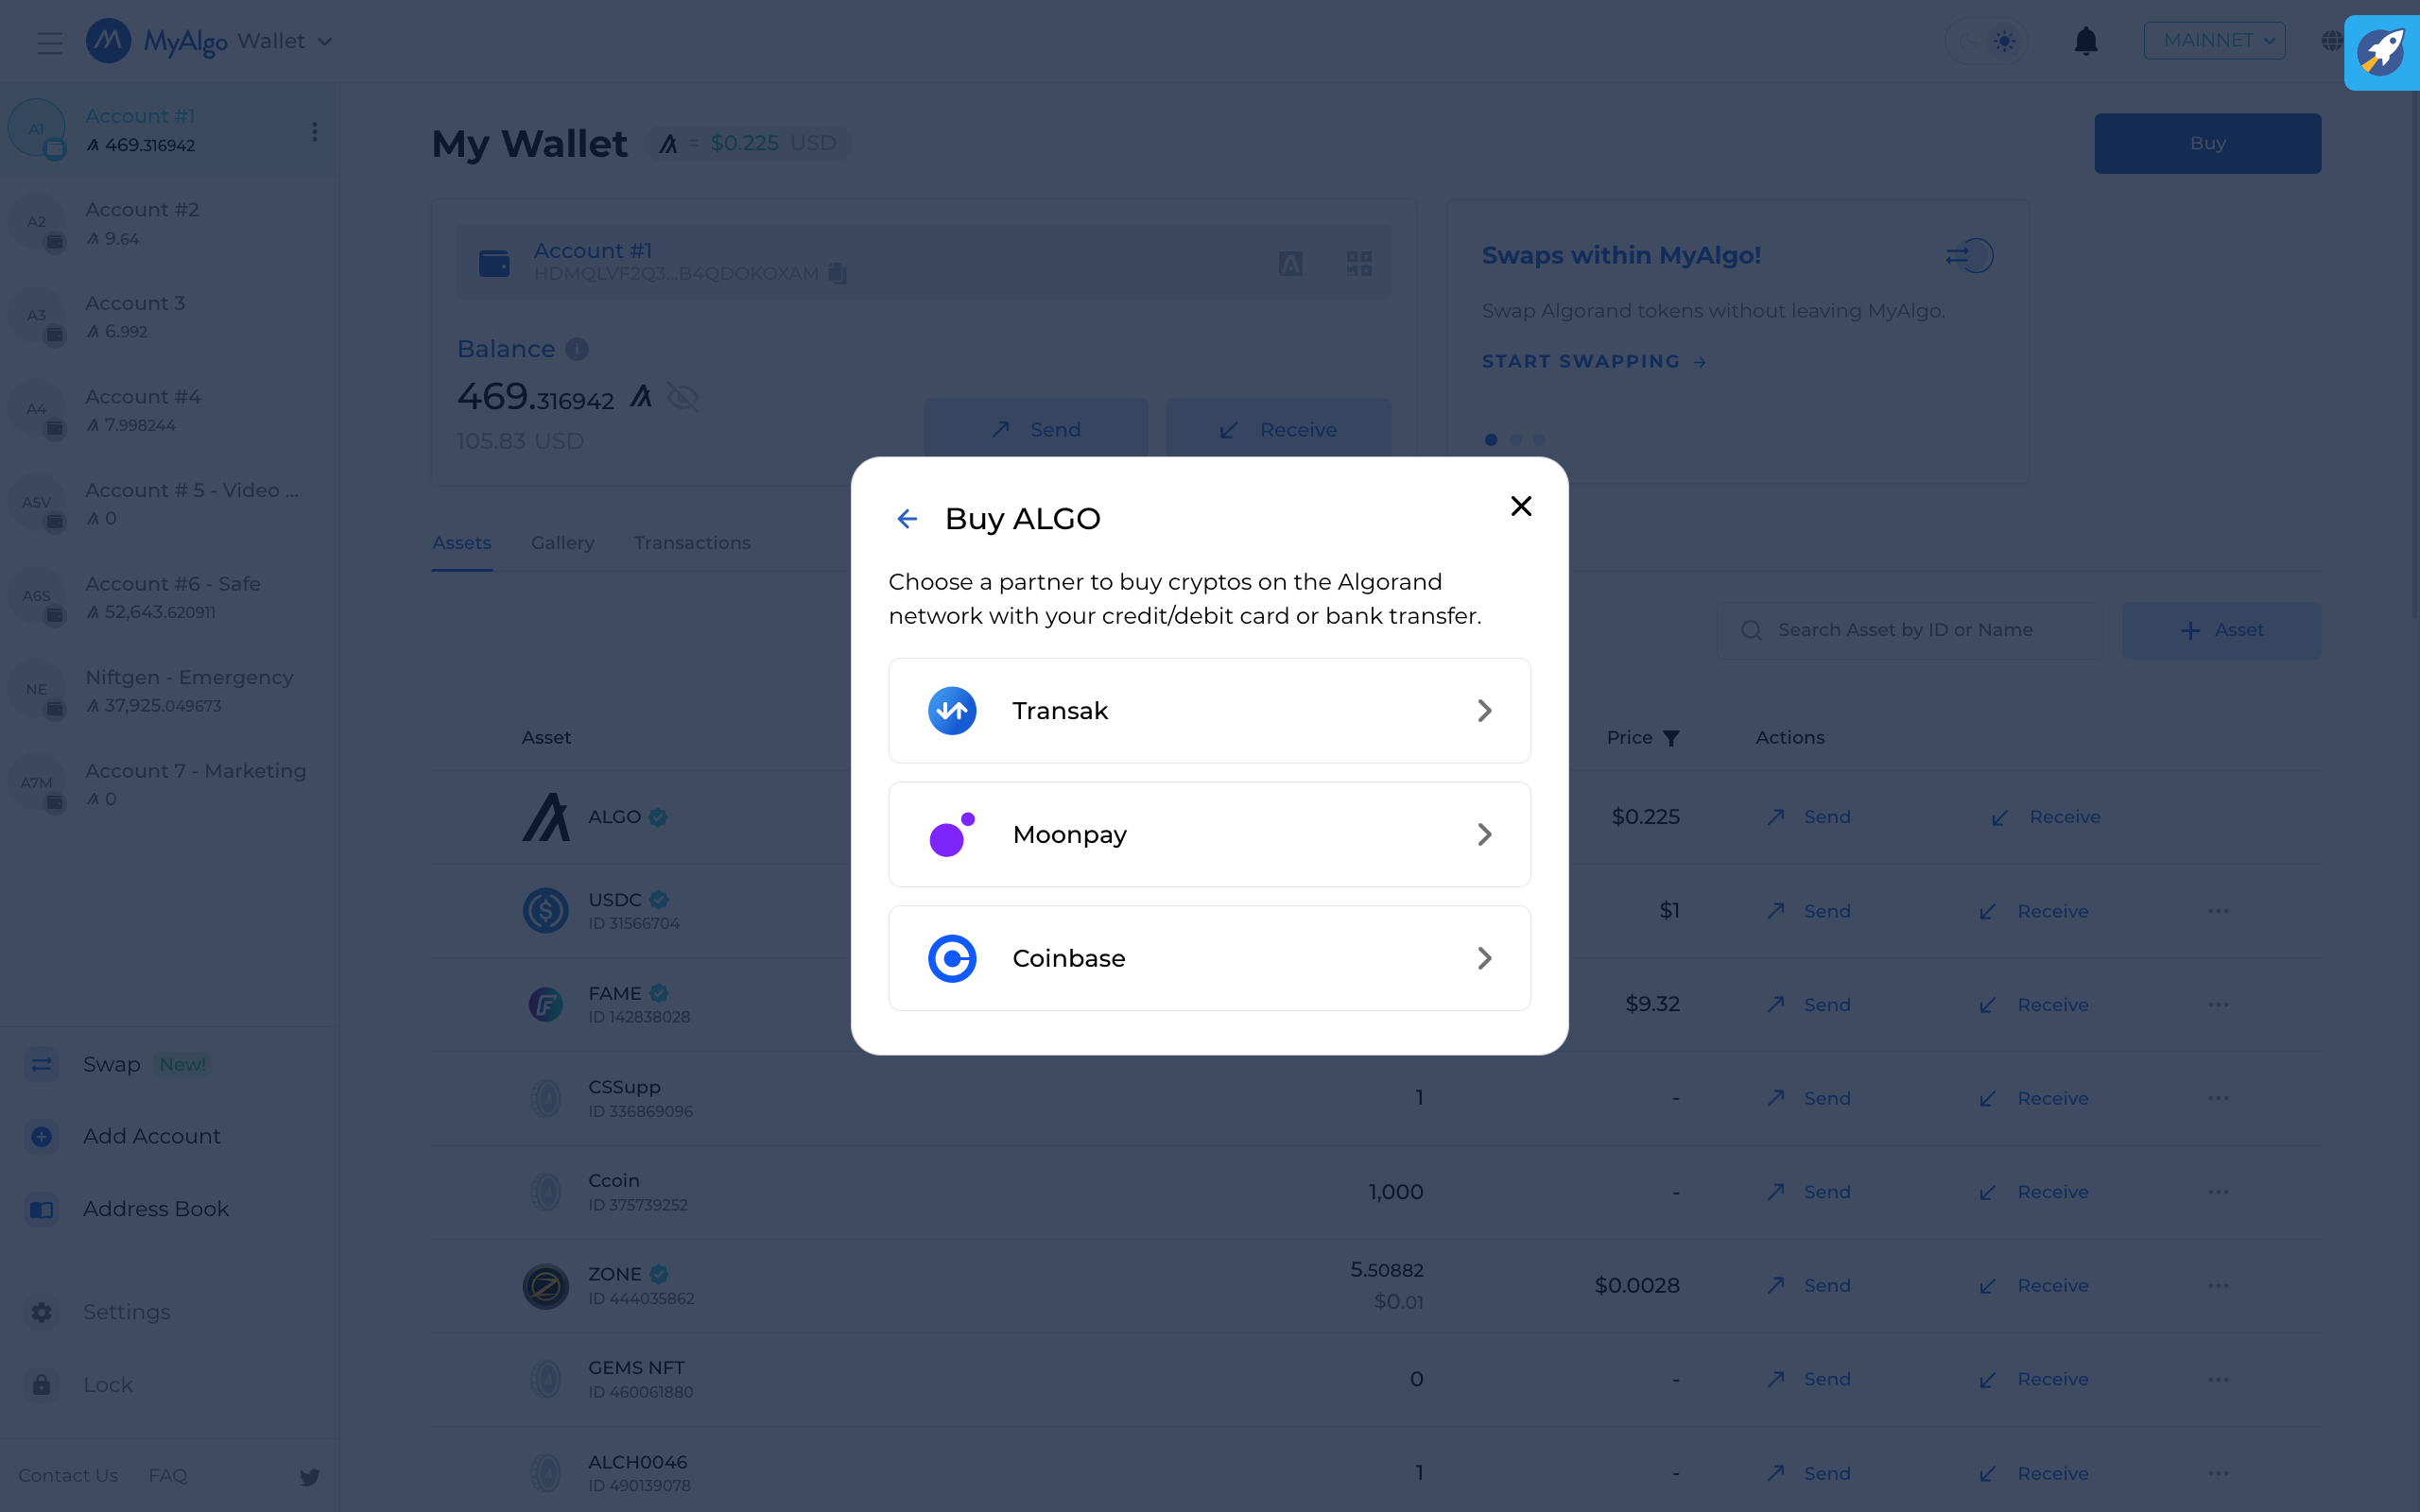 MyAlgo Wallet
MAINNET
A1
Account #1
469.316942
A2
Account #2
9.64
A3
Account 3
6.992
A4
Account #4
7.998244
A5V
Account # 5 - Video ...
0
A6S
Account #6 - Safe
52,643.620911
NE
Niftgen - Emergency
37,925.049673
A7M
Account 7 - Marketing
0
Swap New!
Add Account
Address Book
Settings
Lock
Contact Us FAQ
My Wallet = $0.225 USD
Buy
Account #1
HDMQLVF2Q3...B4QDOKOXAM
Balance
469.316942
105.83 USD
Send Receive
Swaps within MyAlgo!
Swap Algorand tokens without leaving MyAlgo.
START SWAPPING
Assets Gallery Transactions
Search Asset by ID or Name
+ Asset
Buy ALGO
Choose a partner to buy cryptos on the Algorand
network with your credit/debit card or bank transfer.
Transak
Moonpay
Coinbase
Asset Price Actions
ALGO $0.225 Send Receive
USDC $1 Send Receive ...
ID 31566704
FAME $9.32 Send Receive ...
ID 142838028
CSSupp 1 - Send Receive ...
ID 336869096
Ccoin 1,000 - Send Receive ...
ID 375739252
ZONE 5.50882 $0.0028 Send Receive ...
ID 444035862 $0.01
GEMS NFT 0 - Send Receive ...
ID 460061880
ALCH0046 1 - Send Receive ...
ID 490139078